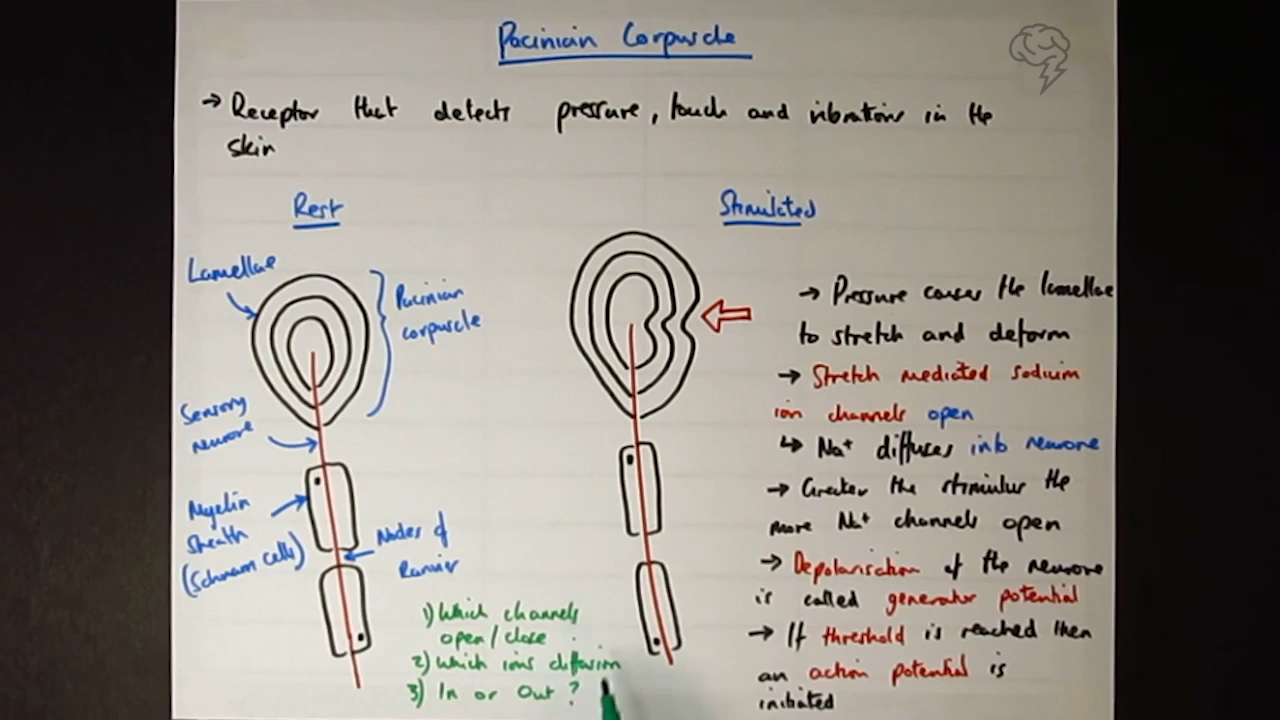 Pacinian Corpuscle
→ Receptor that detects pressure, touch and vibrations in the
skin
Rest
Stimulated
Lamellae
Pacinian
corpuscle
Sensory
neurone
Myelin
Sheath
(Schwann cells)
Nodes of
Ranvier
→ Pressure causes the lamellae
to stretch and deform
→ Stretch mediated sodium
ion channels open
↳ Na⁺ diffuses into neurone
→ Greater the stimulus the
more Na⁺ channels open
→ Depolarisation of the neurone
is called generator potential
→ If threshold is reached then
an action potential is
initiated
1) Which channels
open / close
2) Which ions diffusion
3) In or Out ?